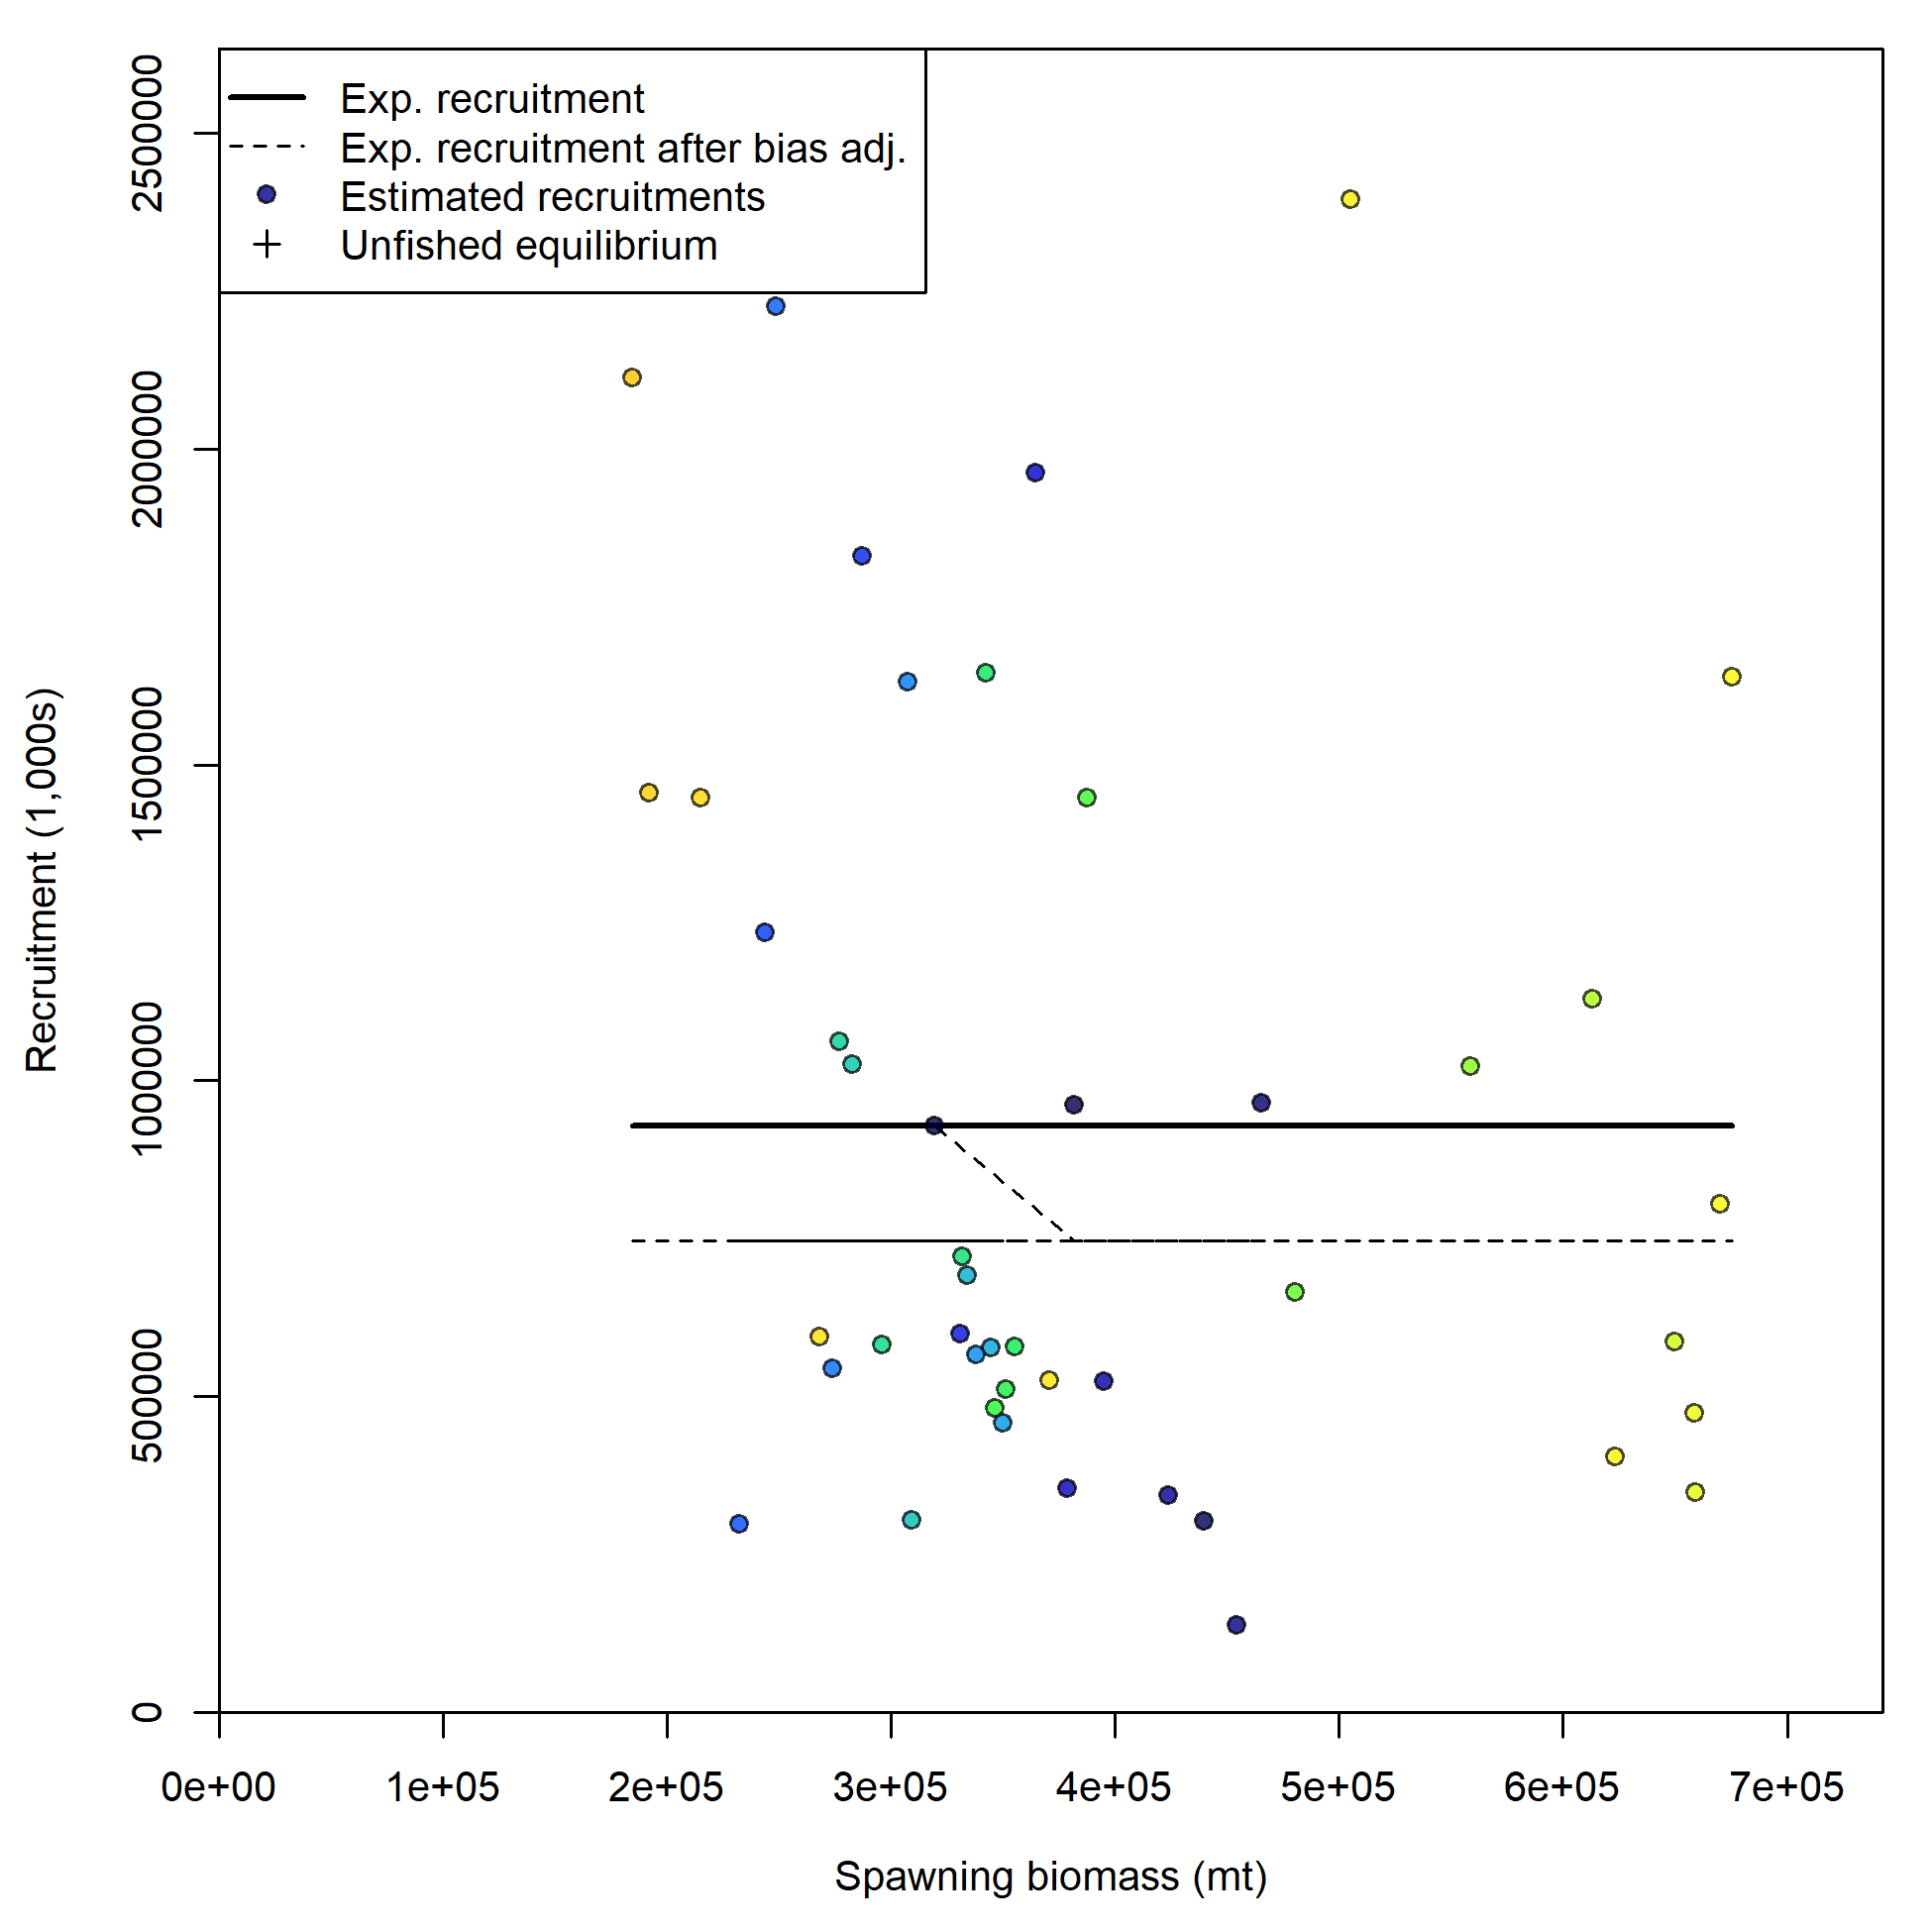 Exp. recruitment
Exp. recruitment after bias adj.
Estimated recruitments
Unfished equilibrium
2500000
2000000
1500000
1000000
500000
0
Recruitment (1,000s)
0e+00 1e+05 2e+05 3e+05 4e+05 5e+05 6e+05 7e+05
Spawning biomass (mt)